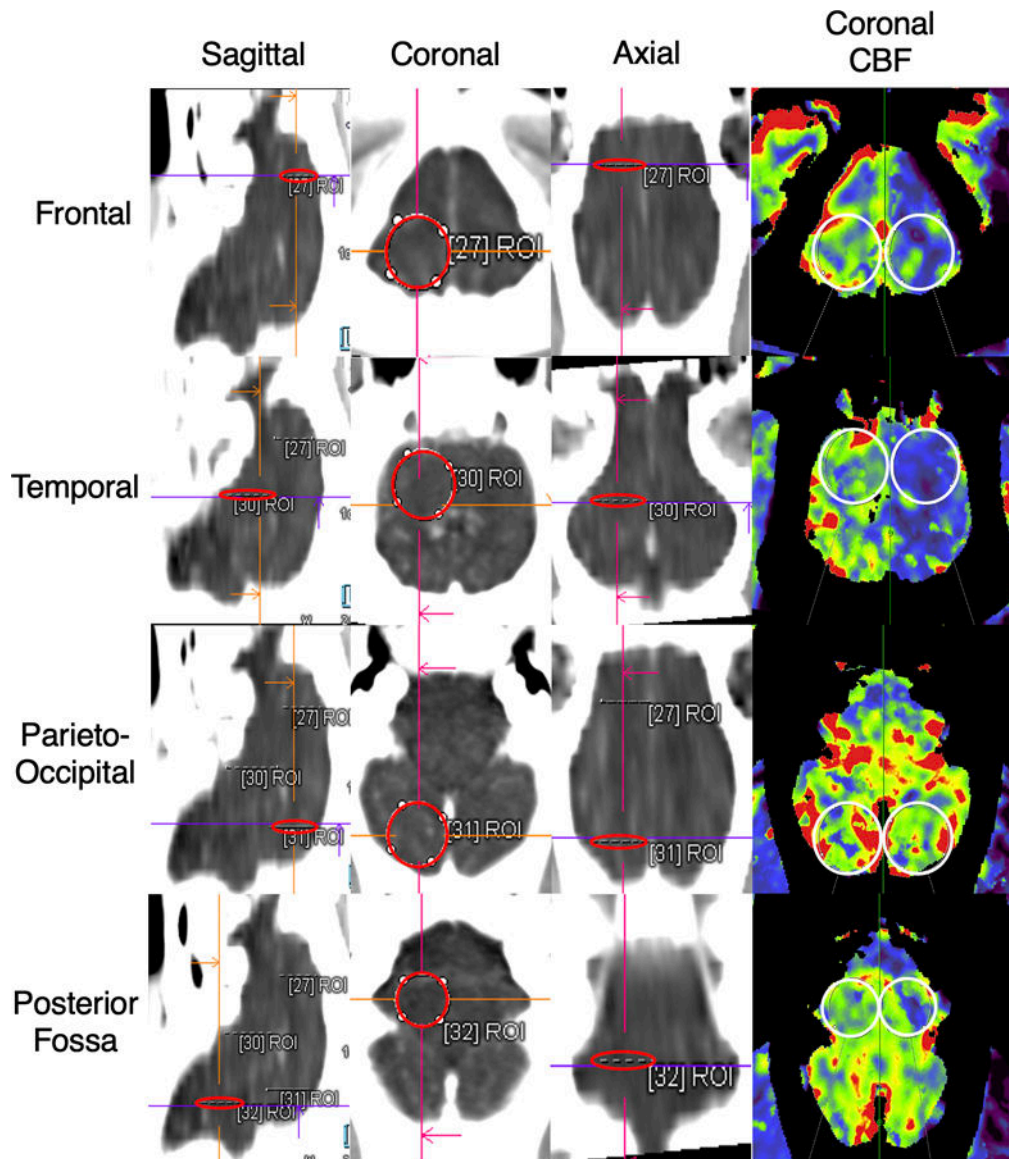 Sagittal
Coronal
Axial
Coronal
CBF
Frontal
[27] ROI
[27] ROI
[27] ROI
Temporal
[27] ROI
[30] ROI
[30] ROI
[30] ROI
Parieto-
Occipital
[27] ROI
[30] ROI
[31] ROI
[31] ROI
[27] ROI
[31] ROI
Posterior
Fossa
[27] ROI
[30] ROI
[31] ROI
[32] ROI
[32] ROI
[32] ROI